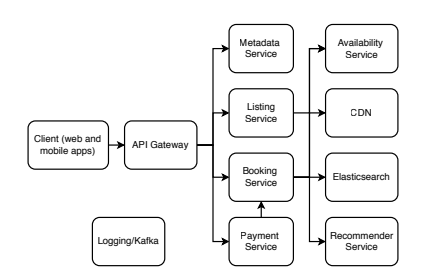 Metadata
Service
Availability
Service
Listing
Service
CDN
Client (web and
mobile apps)
API Gateway
Booking
Service
Elasticsearch
Logging/Kafka
Payment
Service
Recommender
Service